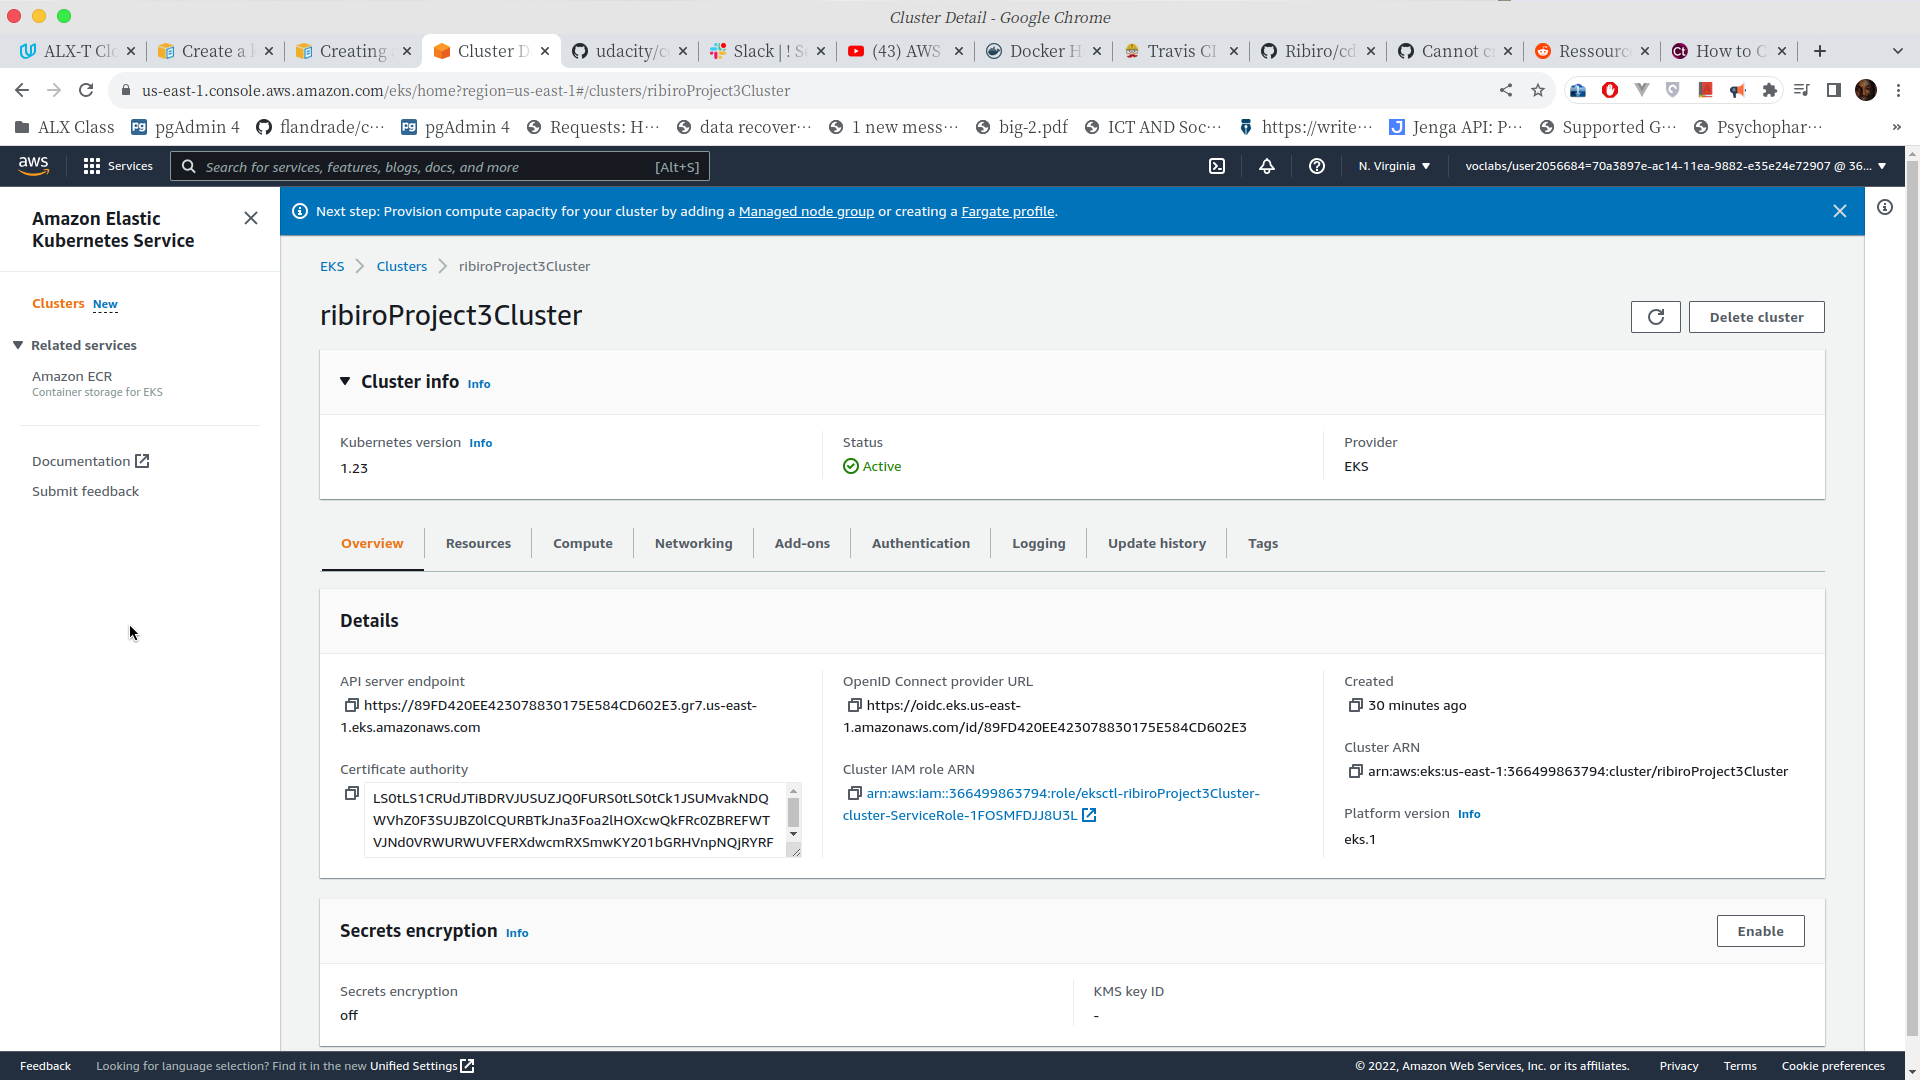 Cluster Detail - Google Chrome
ALX-T Clo
Create a k
Creating
Cluster D
udacity/c
Slack | ! S
(43) AWS
Docker H
Travis CI
Ribiro/cd
Cannot c
Ressourc
How to C
us-east-1.console.aws.amazon.com/eks/home?region=us-east-1#/clusters/ribiroProject3Cluster
ALX Class
pgAdmin 4
flandrade/c···
pgAdmin 4
Requests: H···
data recover···
1 new mess···
big-2.pdf
ICT AND Soc···
https://write···
Jenga API: P···
Supported G···
Psychophar···
»
aws
Services
Search for services, features, blogs, docs, and more
[Alt+S]
N. Virginia
voclabs/user2056684=70a3897e-ac14-11ea-9882-e35e24e72907 @ 36...
Amazon Elastic
Kubernetes Service
Clusters New
Related services
Amazon ECR
Container storage for EKS
Documentation
Submit feedback
Next step: Provision compute capacity for your cluster by adding a Managed node group or creating a Fargate profile.
EKS
Clusters
ribiroProject3Cluster
ribiroProject3Cluster
Delete cluster
Cluster info Info
Kubernetes version Info
1.23
Status
Active
Provider
EKS
Overview
Resources
Compute
Networking
Add-ons
Authentication
Logging
Update history
Tags
Details
API server endpoint
https://89FD420EE423078830175E584CD602E3.gr7.us-east-
1.eks.amazonaws.com
Certificate authority
LS0tLS1CRUdJTiBDRVJUSUZJQ0FURS0tLS0tCk1JSUMvakNDQ
WVhZ0F3SUJBZ0lCQURBTkJna3Foa2lHOXcwQkFRc0ZBREFWT
VJNd0VRWURWUVFERXdwcmRXSmwKY201bGRHVnpNQjRYRF
OpenID Connect provider URL
https://oidc.eks.us-east-
1.amazonaws.com/id/89FD420EE423078830175E584CD602E3
Cluster IAM role ARN
arn:aws:iam::366499863794:role/eksctl-ribiroProject3Cluster-
cluster-ServiceRole-1FOSMFDJJ8U3L
Created
30 minutes ago
Cluster ARN
arn:aws:eks:us-east-1:366499863794:cluster/ribiroProject3Cluster
Platform version Info
eks.1
Secrets encryption Info
Enable
Secrets encryption
off
KMS key ID
-
Feedback
Looking for language selection? Find it in the new Unified Settings
© 2022, Amazon Web Services, Inc. or its affiliates.
Privacy
Terms
Cookie preferences